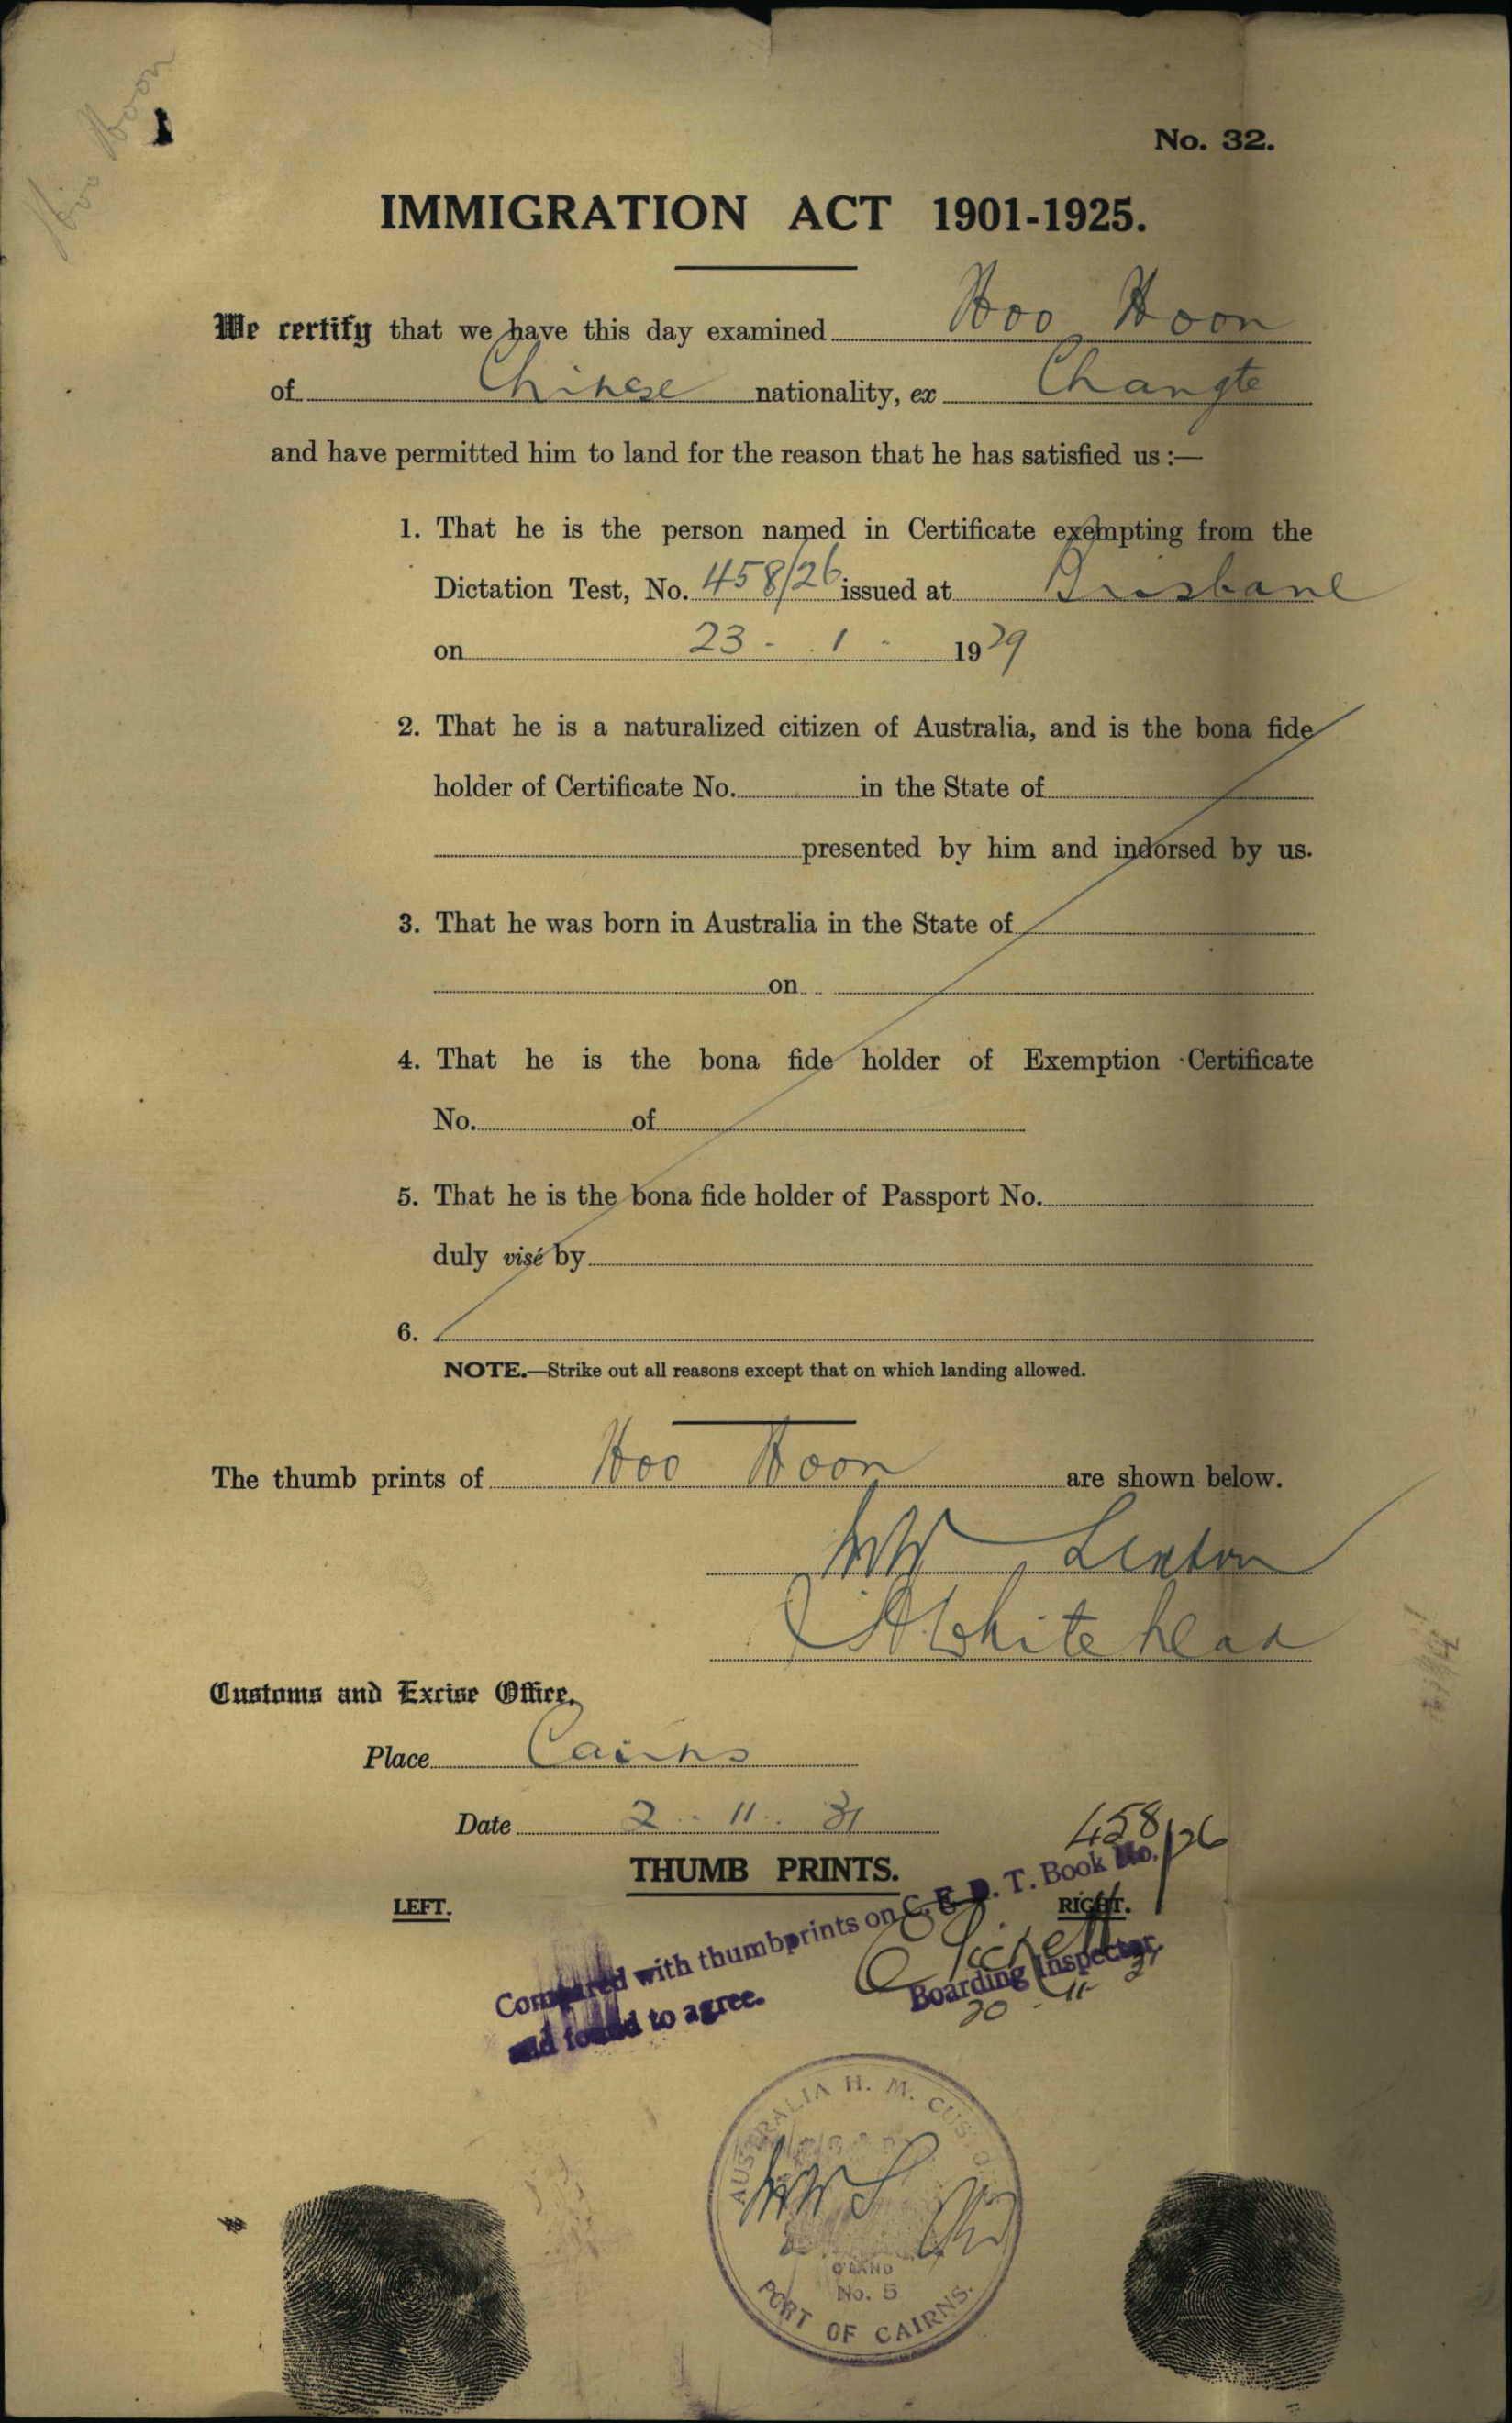 Hoo Hoon
No. 32.
IMMIGRATION ACT 1901-1925.
We certify that we have this day examined Hoo Hoon
of Chinese nationality, ex Changte
and have permitted him to land for the reason that he has satisfied us :—
1. That he is the person named in Certificate exempting from the
Dictation Test, No. 458/26 issued at Brisbane
on 23 - 1 - 1929
2. That he is a naturalized citizen of Australia, and is the bona fide
holder of Certificate No. in the State of
presented by him and indorsed by us.
3. That he was born in Australia in the State of
on
4. That he is the bona fide holder of Exemption Certificate
No. of
5. That he is the bona fide holder of Passport No.
duly visé by
6.
NOTE.—Strike out all reasons except that on which landing allowed.
The thumb prints of Hoo Hoon are shown below.
Whitehead
Customs and Excise Office,
Place Cairns
Date 2 - 11 - 31
458/26
THUMB PRINTS.
LEFT. RIGHT.
Compared with thumbprints on C. E. D. T. Book No.
and found to agree.
Boarding Inspector
20 - 11 - 31
AUSTRALIA H. M. CUSTOMS
Q'LAND
No. 5
PORT OF CAIRNS.